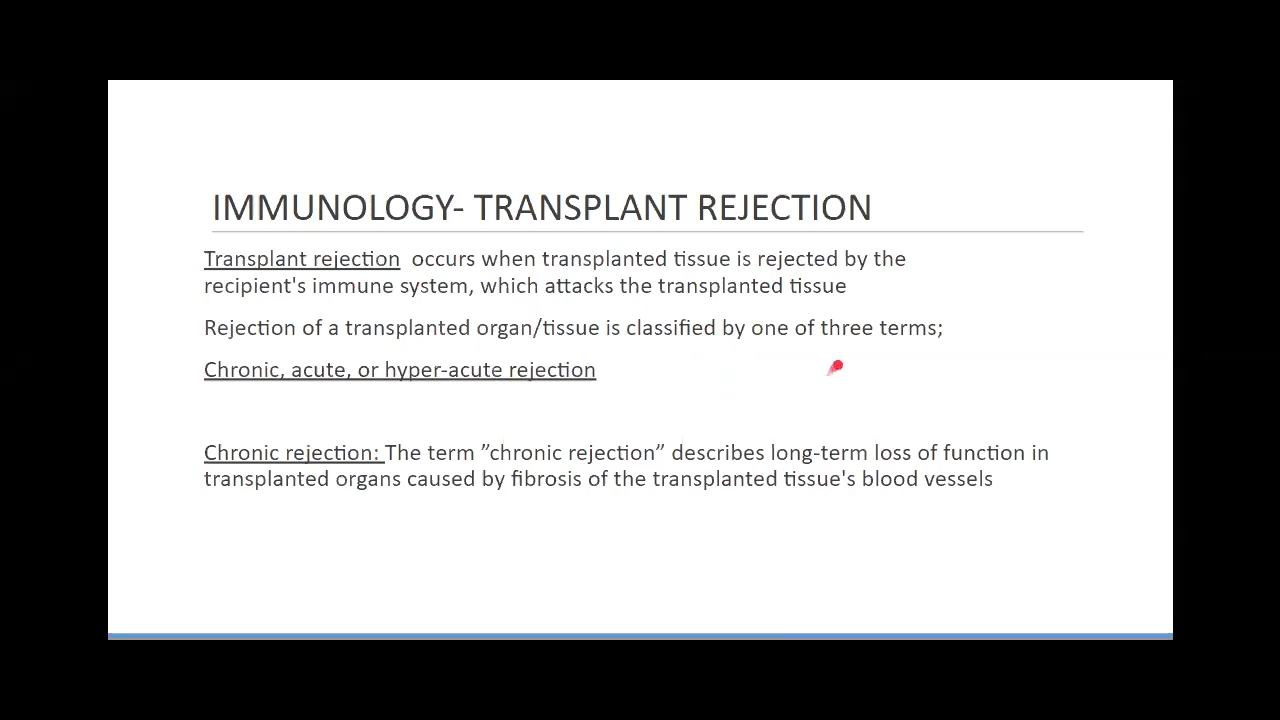 IMMUNOLOGY- TRANSPLANT REJECTION
Transplant rejection occurs when transplanted tissue is rejected by the
recipient's immune system, which attacks the transplanted tissue
Rejection of a transplanted organ/tissue is classified by one of three terms;
Chronic, acute, or hyper-acute rejection
Chronic rejection: The term ”chronic rejection” describes long-term loss of function in
transplanted organs caused by fibrosis of the transplanted tissue's blood vessels